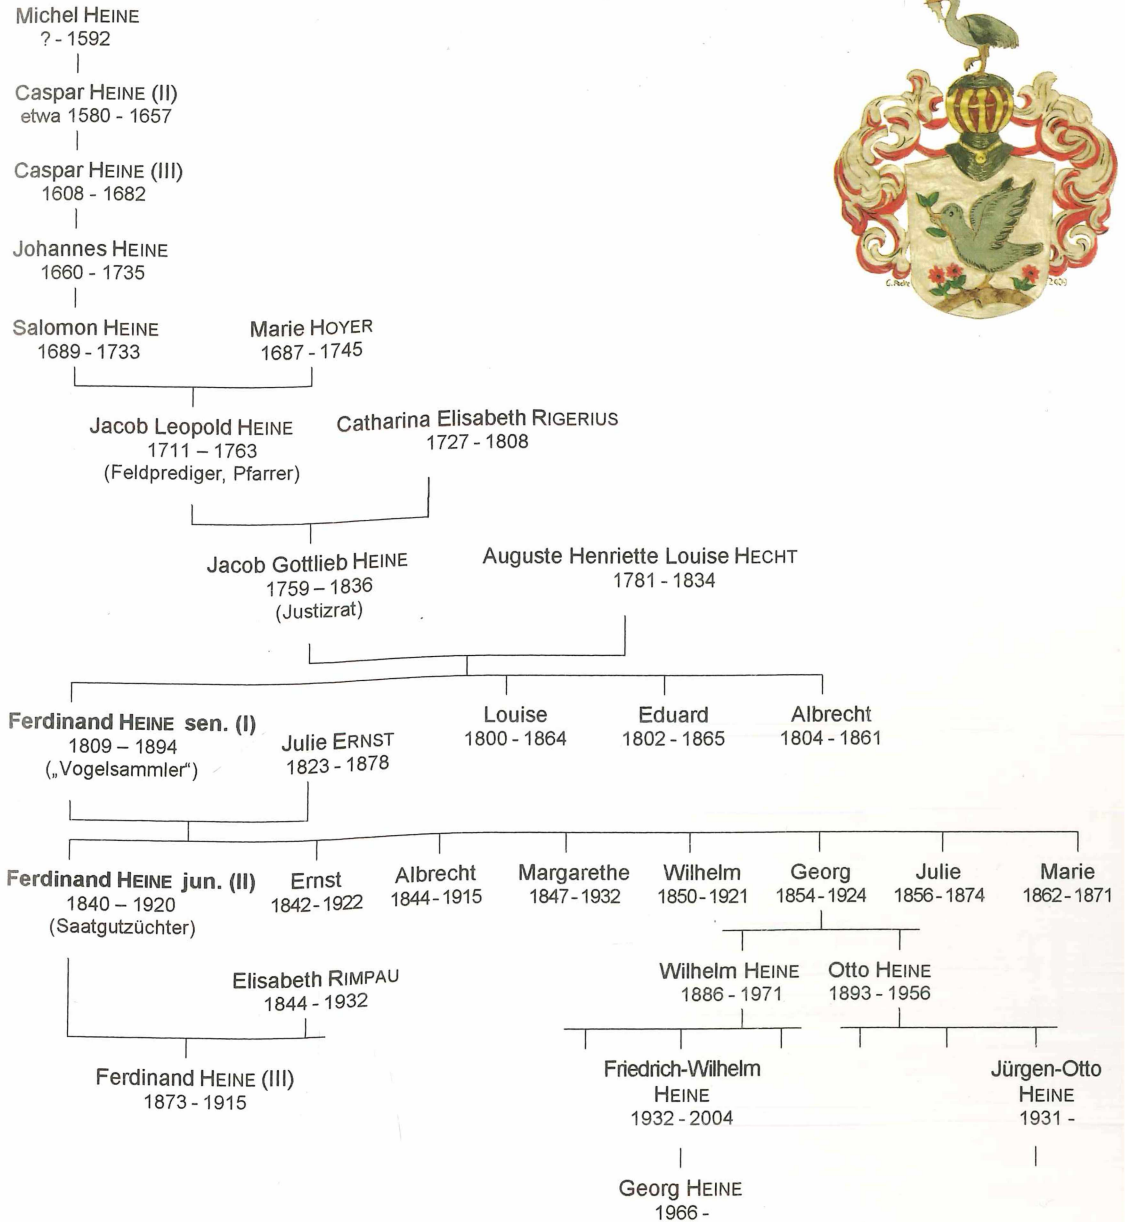 Michel HEINE
? - 1592
Caspar HEINE (II)
etwa 1580 - 1657
Caspar HEINE (III)
1608 - 1682
Johannes HEINE
1660 - 1735
Salomon HEINE
1689 - 1733
Marie HOYER
1687 - 1745
Jacob Leopold HEINE
1711 – 1763
(Feldprediger, Pfarrer)
Catharina Elisabeth RIGERIUS
1727 - 1808
Jacob Gottlieb HEINE
1759 – 1836
(Justizrat)
Auguste Henriette Louise HECHT
1781 - 1834
Ferdinand HEINE sen. (I)
1809 – 1894
(„Vogelsammler“)
Julie ERNST
1823 - 1878
Louise
1800 - 1864
Eduard
1802 - 1865
Albrecht
1804 - 1861
Ferdinand HEINE jun. (II)
1840 – 1920
(Saatgutzüchter)
Ernst
1842 - 1922
Albrecht
1844 - 1915
Margarethe
1847 - 1932
Wilhelm
1850 - 1921
Georg
1854 - 1924
Julie
1856 - 1874
Marie
1862 - 1871
Elisabeth RIMPAU
1844 - 1932
Wilhelm HEINE
1886 - 1971
Otto HEINE
1893 - 1956
Ferdinand HEINE (III)
1873 - 1915
Friedrich-Wilhelm
HEINE
1932 - 2004
Jürgen-Otto
HEINE
1931 -
Georg HEINE
1966 -